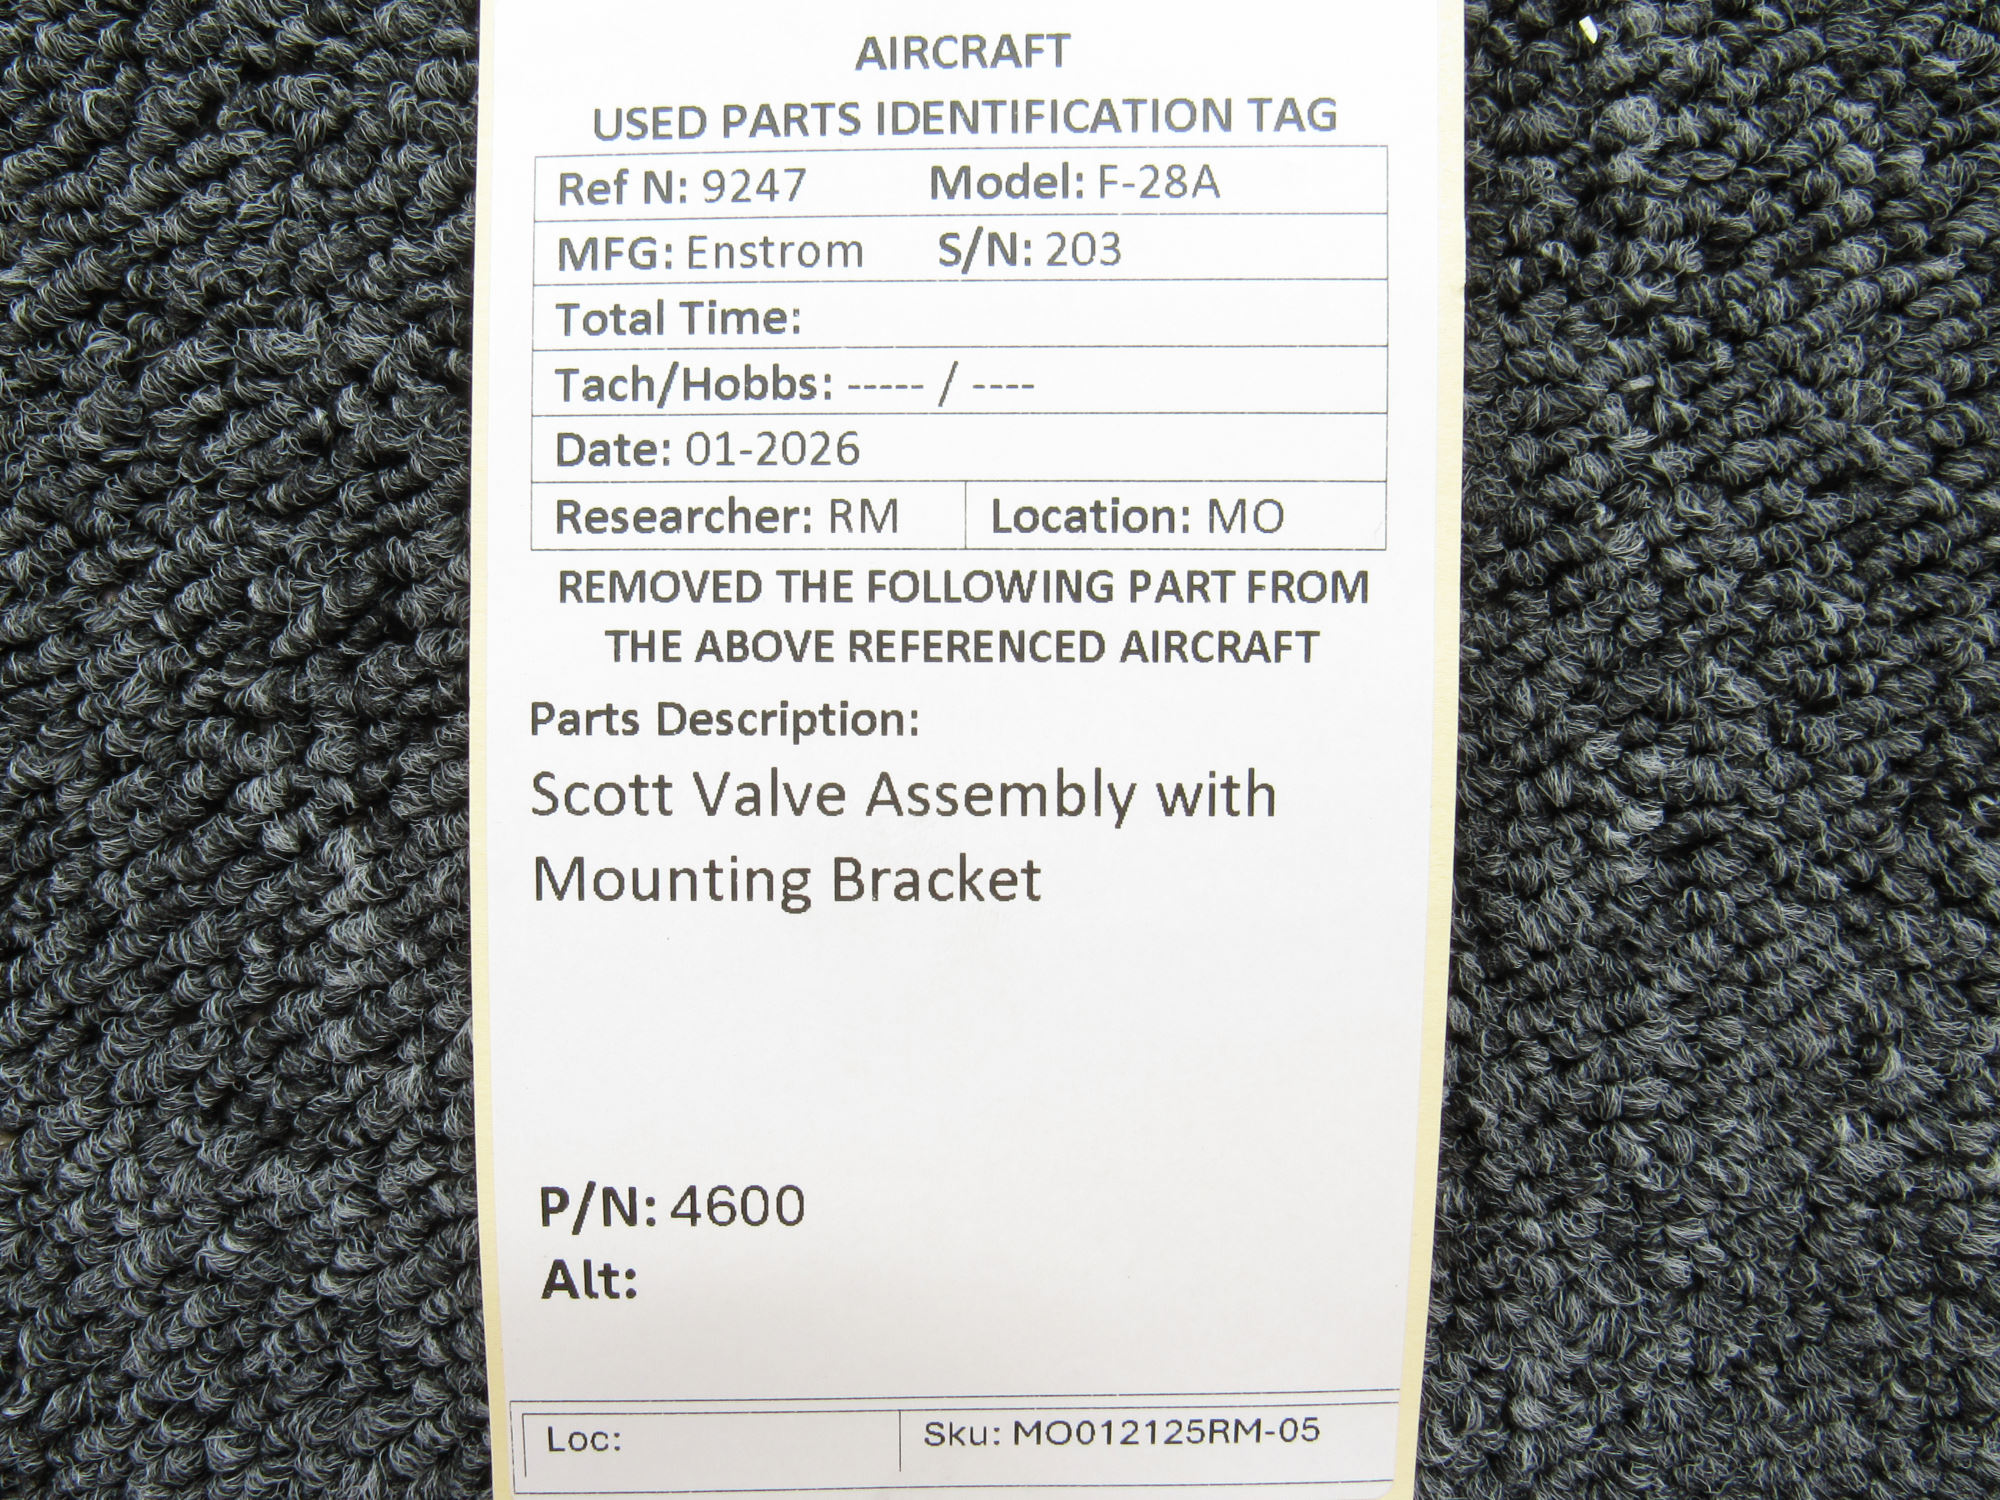 AIRCRAFT
USED PARTS IDENTIFICATION TAG
Ref N: 9247 Model: F-28A
MFG: Enstrom S/N: 203
Total Time:
Tach/Hobbs: ----- / ----
Date: 01-2026
Researcher: RM Location: MO
REMOVED THE FOLLOWING PART FROM
THE ABOVE REFERENCED AIRCRAFT
Parts Description:
Scott Valve Assembly with
Mounting Bracket
P/N: 4600
Alt:
Loc: Sku: MO012125RM-05